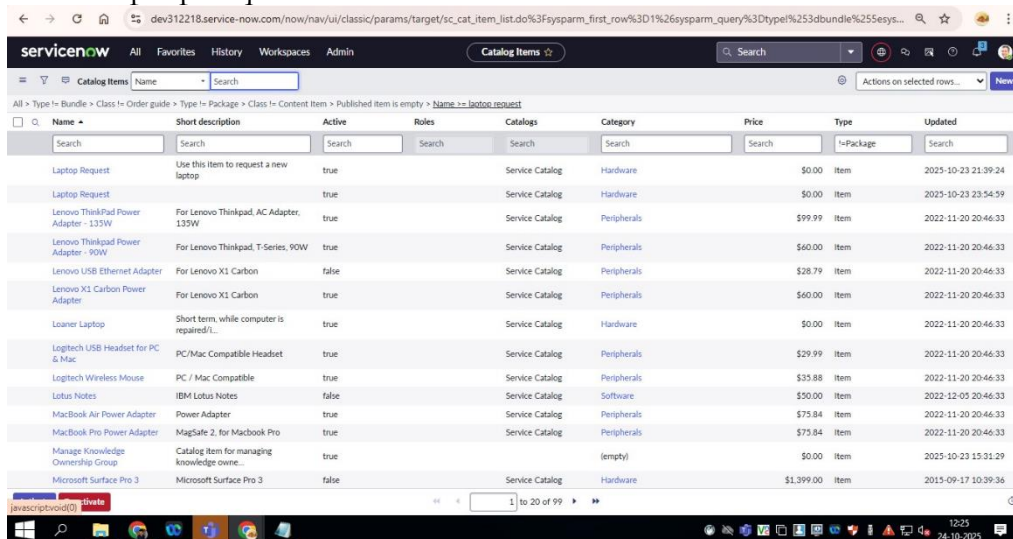 dev312218.service-now.com/now/nav/ui/classic/params/target/sc_cat_item_list.do%3Fsysparm_first_row%3D1%26sysparm_query%3Dtypel%253dbundle%255esys...
servicenow All Favorites History Workspaces Admin Catalog Items Search 3
Catalog Items Name Search Actions on selected rows... New
All > Type != Bundle > Class != Order guide > Type != Package > Class != Content Item > Published item is empty > Name >= laptop request
Name Short description Active Roles Catalogs Category Price Type Updated
Search Search Search Search Search Search Search !=Package Search
Laptop Request Use this item to request a new laptop true Service Catalog Hardware $0.00 Item 2025-10-23 21:39:24
Laptop Request true Service Catalog Hardware $0.00 Item 2025-10-23 23:54:59
Lenovo ThinkPad Power Adapter - 135W For Lenovo Thinkpad, AC Adapter, 135W true Service Catalog Peripherals $99.99 Item 2022-11-20 20:46:33
Lenovo Thinkpad Power Adapter - 90W For Lenovo Thinkpad, T-Series, 90W true Service Catalog Peripherals $60.00 Item 2022-11-20 20:46:33
Lenovo USB Ethernet Adapter For Lenovo X1 Carbon false Service Catalog Peripherals $28.79 Item 2022-11-20 20:46:33
Lenovo X1 Carbon Power Adapter For Lenovo X1 Carbon true Service Catalog Peripherals $60.00 Item 2022-11-20 20:46:33
Loaner Laptop Short term, while computer is repaired/i... true Service Catalog Hardware $0.00 Item 2022-11-20 20:46:33
Logitech USB Headset for PC & Mac PC/Mac Compatible Headset true Service Catalog Peripherals $29.99 Item 2022-11-20 20:46:33
Logitech Wireless Mouse PC / Mac Compatible true Service Catalog Peripherals $35.88 Item 2022-11-20 20:46:33
Lotus Notes IBM Lotus Notes false Service Catalog Software $50.00 Item 2022-12-05 20:46:33
MacBook Air Power Adapter Power Adapter true Service Catalog Peripherals $75.84 Item 2022-11-20 20:46:33
MacBook Pro Power Adapter MagSafe 2, for Macbook Pro true Service Catalog Peripherals $75.84 Item 2022-11-20 20:46:33
Manage Knowledge Ownership Group Catalog item for managing knowledge owne... true (empty) $0.00 Item 2025-10-23 15:31:29
Microsoft Surface Pro 3 Microsoft Surface Pro 3 false Service Catalog Hardware $1,399.00 Item 2015-09-17 10:39:36
1 to 20 of 99
javascript:void(0)
12:25
24-10-2025